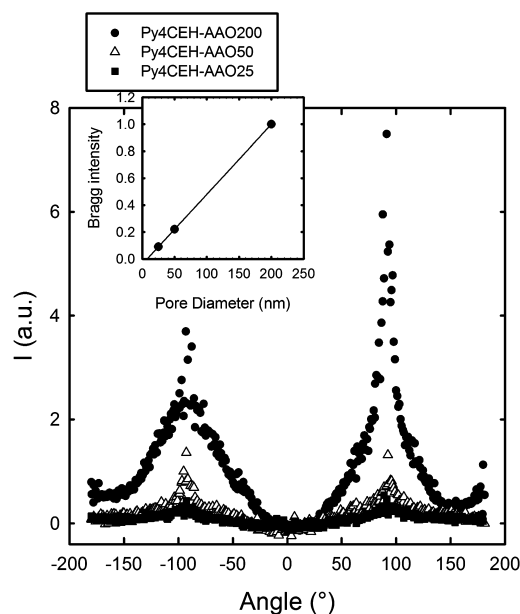 Py4CEH-AAO200
Py4CEH-AAO50
Py4CEH-AAO25
8
6
4
2
0
I (a.u.)
1.2
1.0
0.8
0.6
0.4
0.2
0.0
Bragg intensity
0 50 100 150 200 250
Pore Diameter (nm)
-200 -150 -100 -50 0 50 100 150 200
Angle (°)